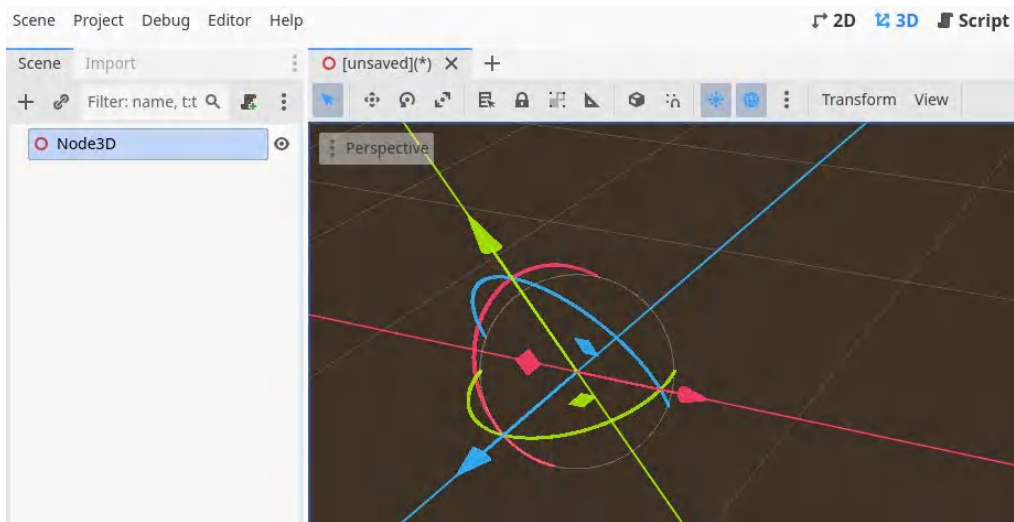 Scene Project Debug Editor Help 2D 3D Script
Scene Import [unsaved](*)
Filter: name, t:t Transform View
Node3D
Perspective